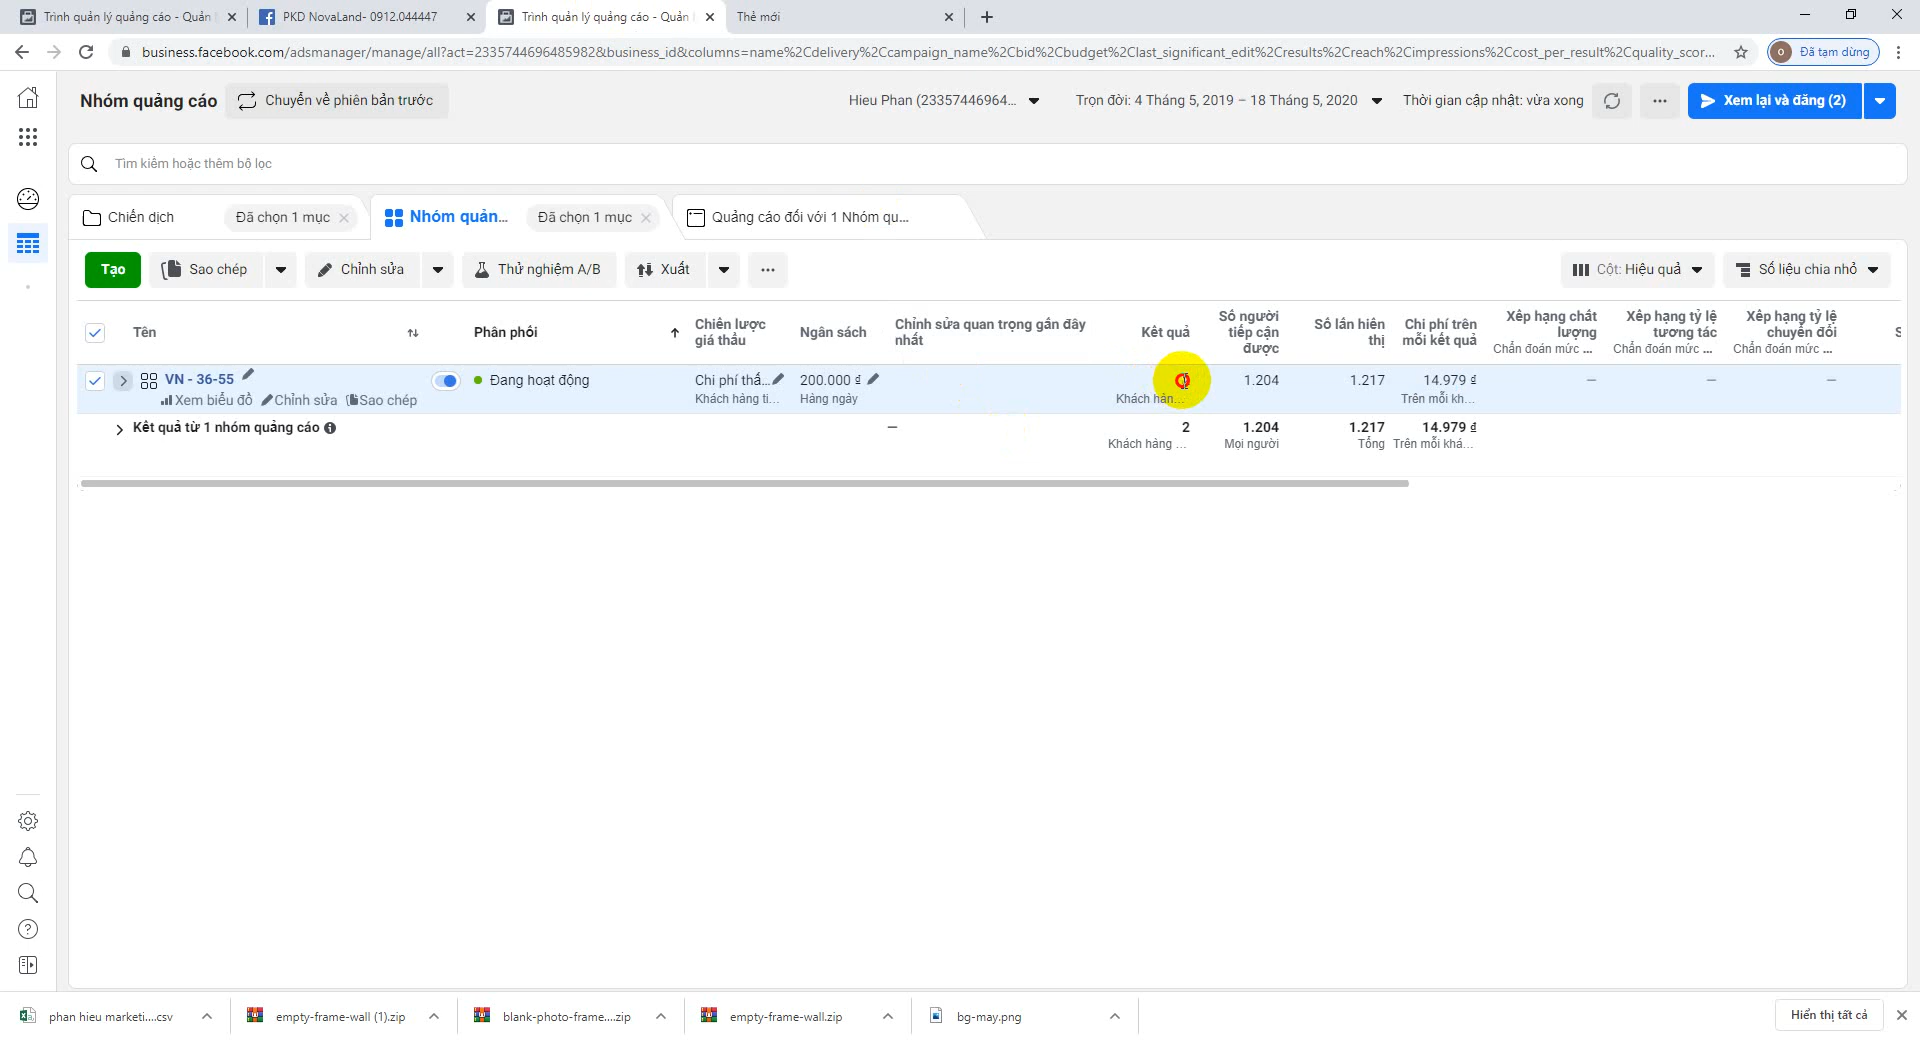 Trình quản lý quảng cáo - Quản
PKD NovaLand- 0912.044447
Trình quản lý quảng cáo - Quản
Thẻ mới
business.facebook.com/adsmanager/manage/all?act=2335744696485982&business_id&columns=name%2Cdelivery%2Ccampaign_name%2Cbid%2Cbudget%2Clast_significant_edit%2Cresults%2Creach%2Cimpressions%2Ccost_per_result%2Cquality_scor...
O
Đã tạm dừng
Nhóm quảng cáo
Chuyển về phiên bản trước
Hieu Phan (23357446964...
Trọn đời: 4 Tháng 5, 2019 – 18 Tháng 5, 2020
Thời gian cập nhật: vừa xong
Xem lại và đăng (2)
Tìm kiếm hoặc thêm bộ lọc
Chiến dịch
Đã chọn 1 mục
Nhóm quản...
Đã chọn 1 mục
Quảng cáo đối với 1 Nhóm qu...
Tạo
Sao chép
Chỉnh sửa
Thử nghiệm A/B
Xuất
Cột: Hiệu quả
Số liệu chia nhỏ
Tên
Phân phối
Chiến lược giá thầu
Ngân sách
Chỉnh sửa quan trọng gần đây nhất
Kết quả
Số người tiếp cận được
Số lần hiển thị
Chi phí trên mỗi kết quả
Xếp hạng chất lượng
Chẩn đoán mức ...
Xếp hạng tỷ lệ tương tác
Chẩn đoán mức ...
Xếp hạng tỷ lệ chuyển đổi
Chẩn đoán mức ...
S
VN - 36-55
Đang hoạt động
Chi phí thấ...
200.000 ₫
1.204
1.217
14.979 ₫
—
—
—
Xem biểu đồ
Chỉnh sửa
Sao chép
Khách hàng ti...
Hàng ngày
Khách hàn...
Trên mỗi kh...
Kết quả từ 1 nhóm quảng cáo
—
2
1.204
1.217
14.979 ₫
Khách hàng ...
Mọi người
Tổng
Trên mỗi khá...
phan hieu marketi....csv
empty-frame-wall (1).zip
blank-photo-frame....zip
empty-frame-wall.zip
bg-may.png
Hiển thị tất cả